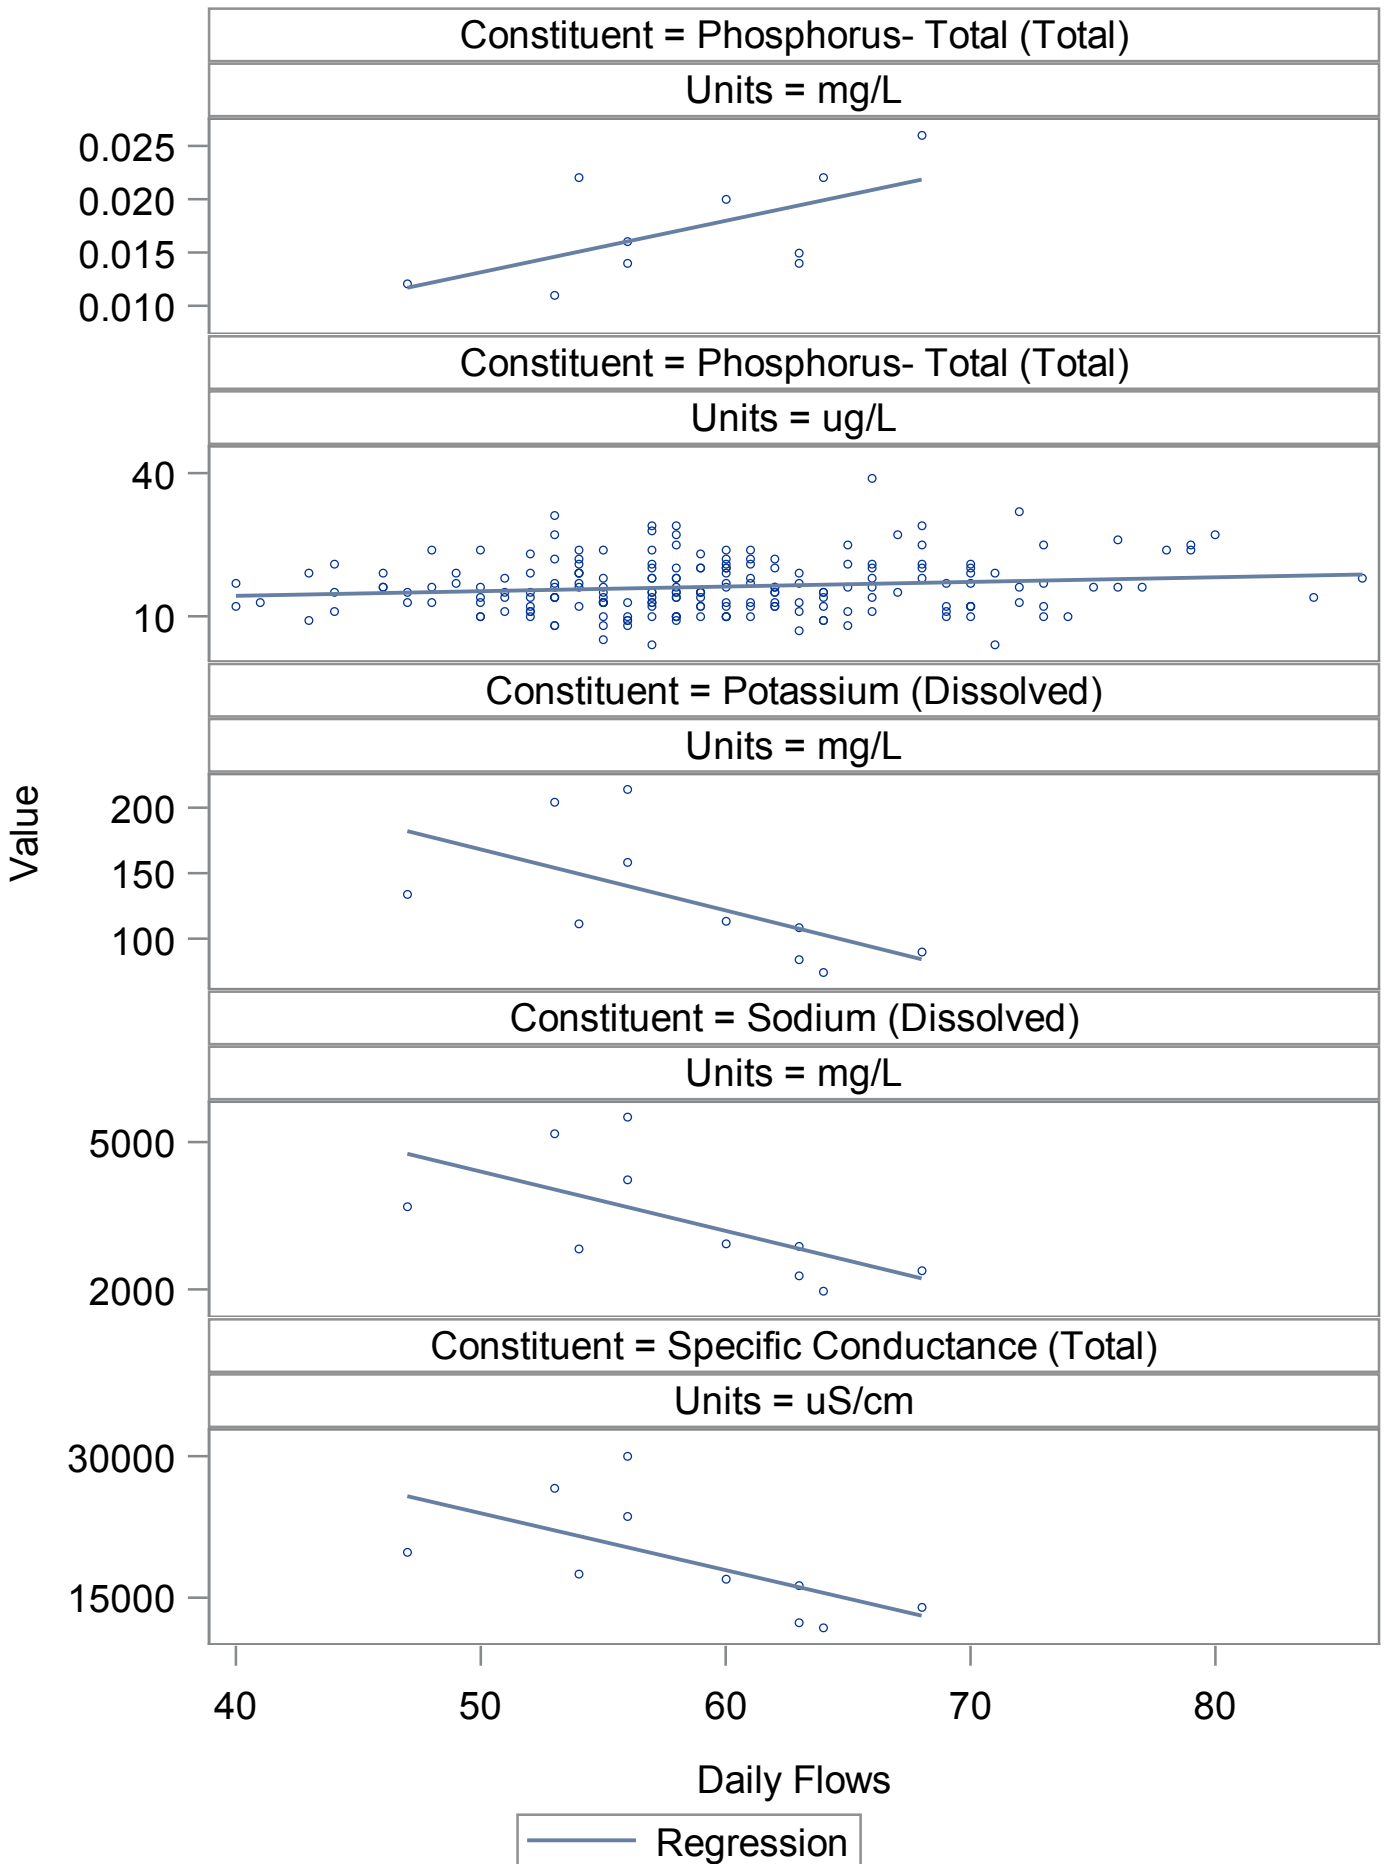 Constituent = Phosphorus- Total (Total)
Units = mg/L
0.025
0.020
0.015
0.010
Constituent = Phosphorus- Total (Total)
Units = ug/L
40
10
Constituent = Potassium (Dissolved)
Units = mg/L
Value
200
150
100
Constituent = Sodium (Dissolved)
Units = mg/L
5000
2000
Constituent = Specific Conductance (Total)
Units = uS/cm
30000
15000
40 50 60 70 80
Daily Flows
Regression